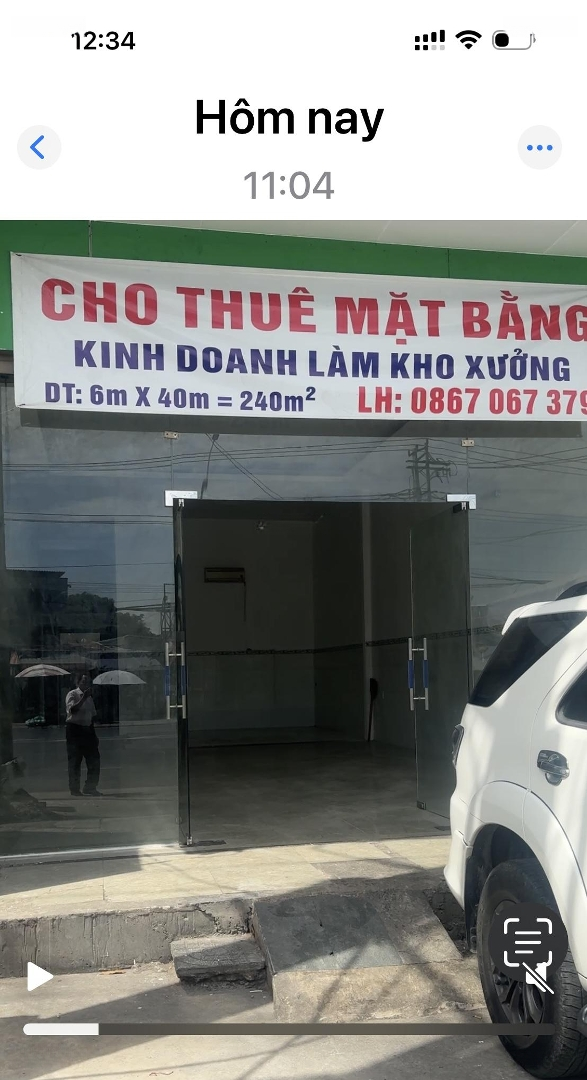 12:34
Hôm nay
11:04
CHO THUÊ MẶT BẰNG
KINH DOANH LÀM KHO XƯỞNG
DT: 6m X 40m = 240m²
LH: 0867 067 379